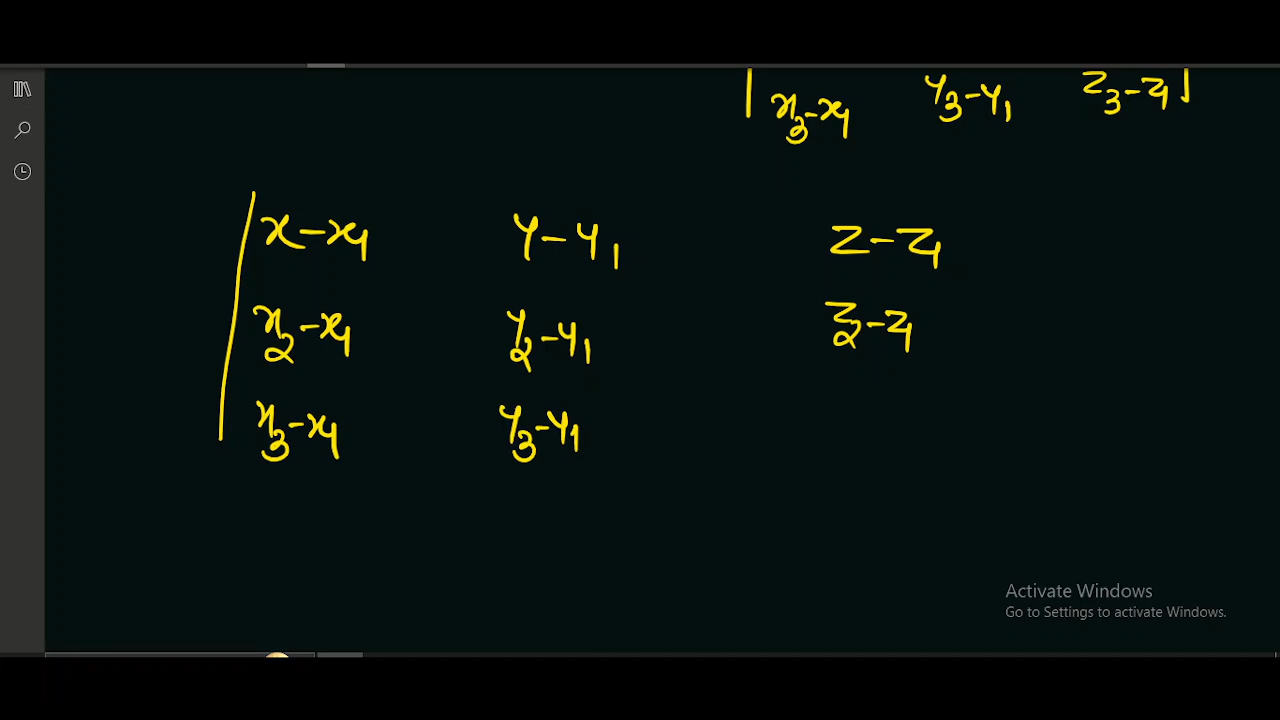 | x₃-x₁ y₃-y₁ z₃-z₁ |
| x-x₁ y-y₁ z-z₁
x₂-x₁ y₂-y₁ z₂-z₁
x₃-x₁ y₃-y₁
Activate Windows
Go to Settings to activate Windows.